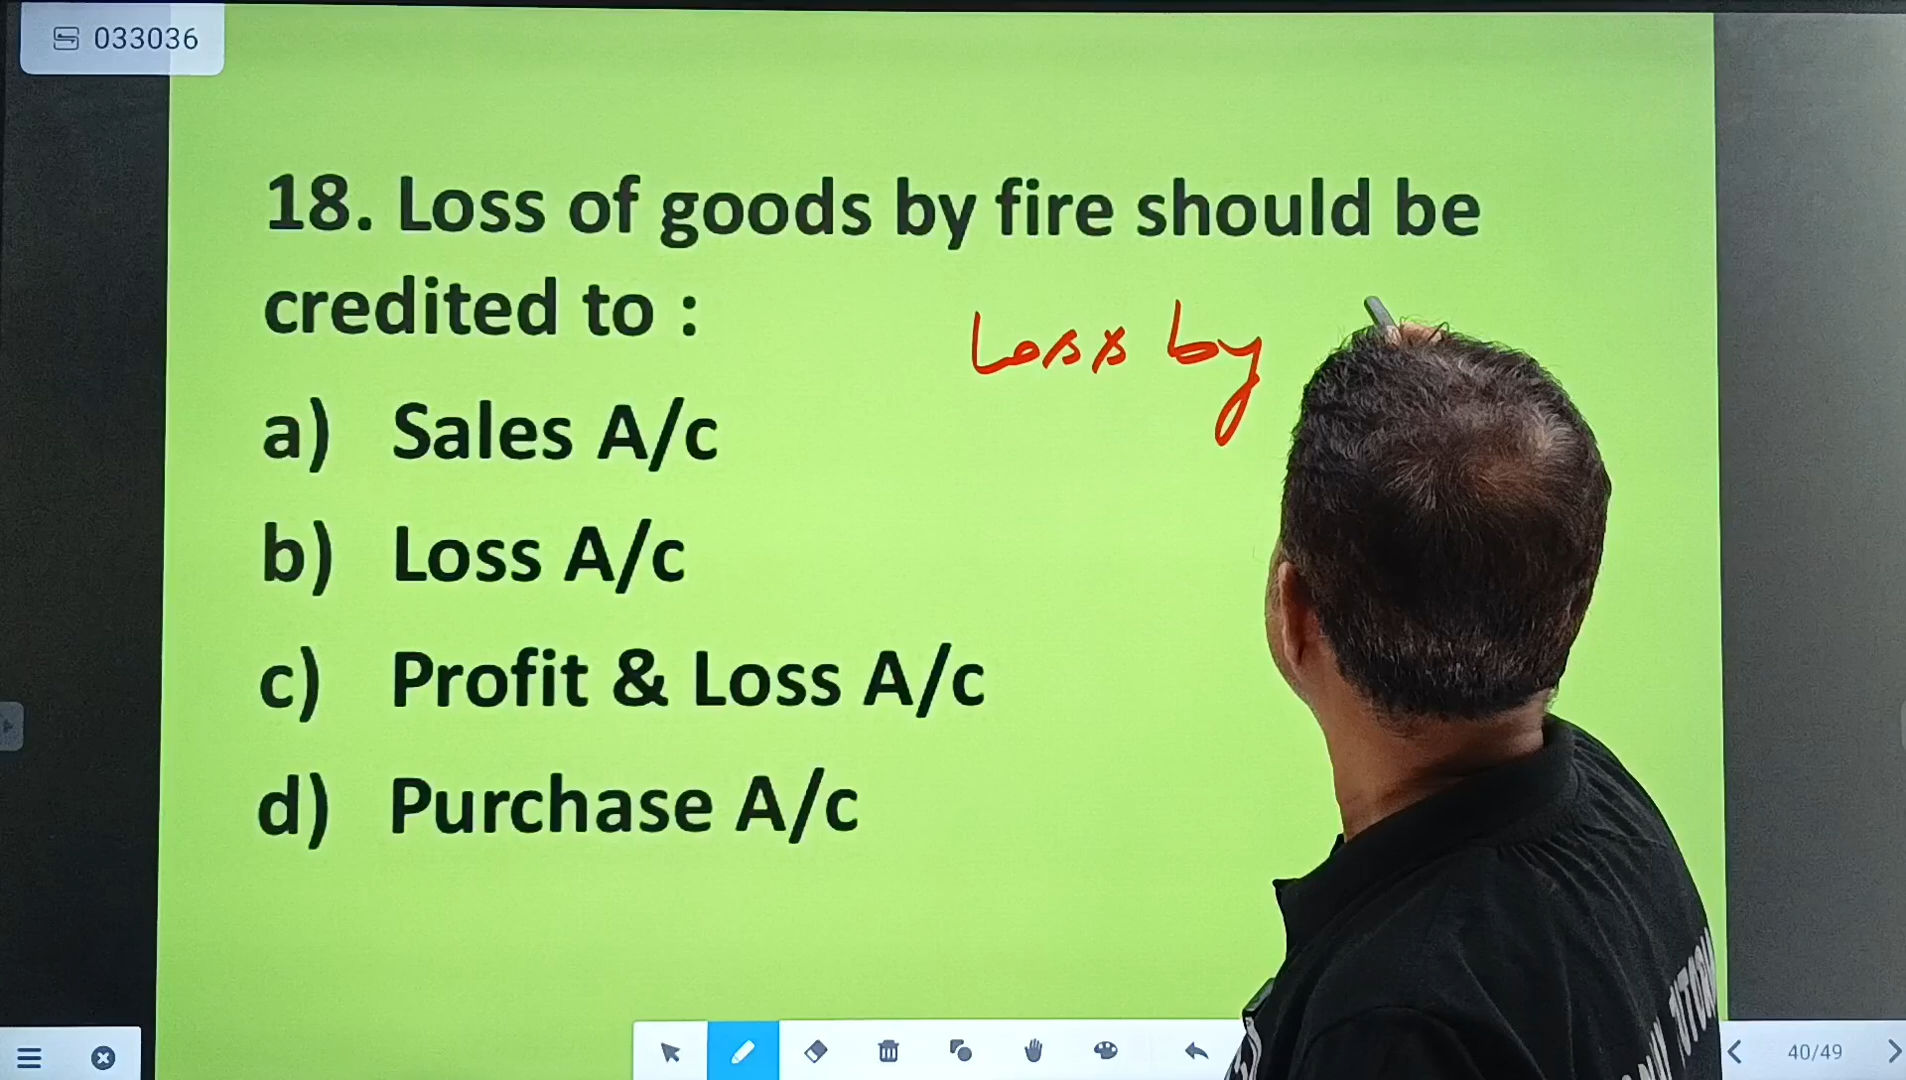 033036
18. Loss of goods by fire should be
credited to :
Loss by
a) Sales A/c
b) Loss A/c
c) Profit & Loss A/c
d) Purchase A/c
40/49